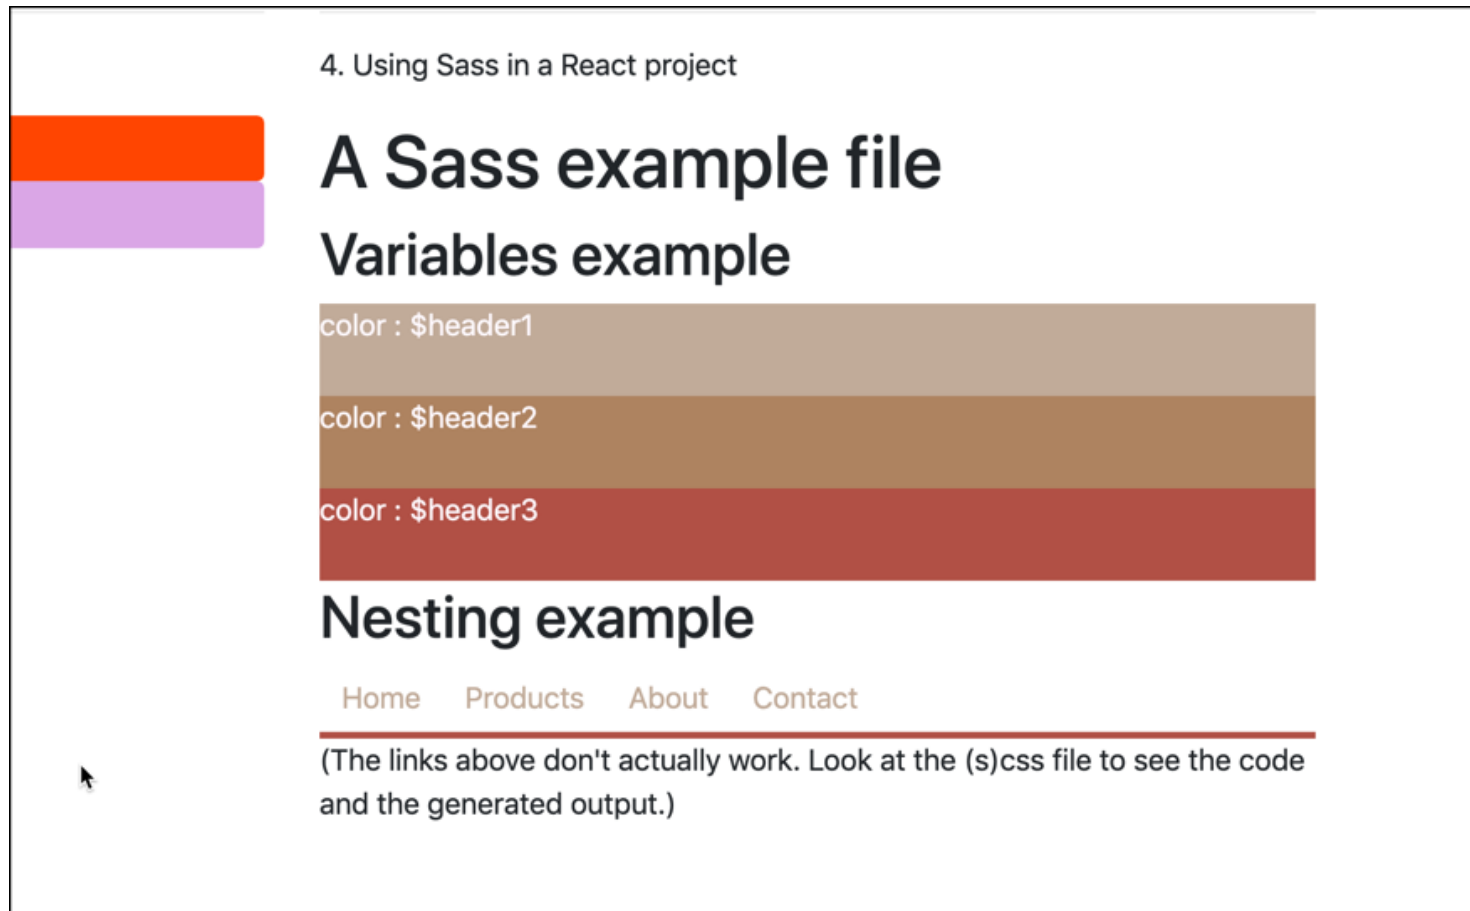 4. Using Sass in a React project
A Sass example file
Variables example
color : $header1
color : $header2
color : $header3
Nesting example
Home Products About Contact
(The links above don't actually work. Look at the (s)css file to see the code
and the generated output.)